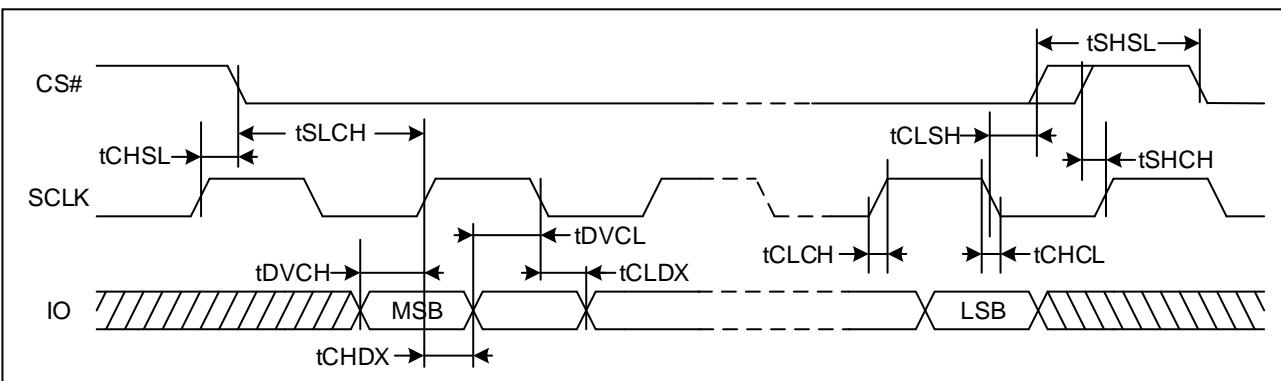 tSHSL
CS#
tSLCH
tCLSH
tCHSL
tSHCH
SCLK
tDVCL
tCLCH
tCHCL
tDVCH
tCLDX
IO
MSB
LSB
tCHDX